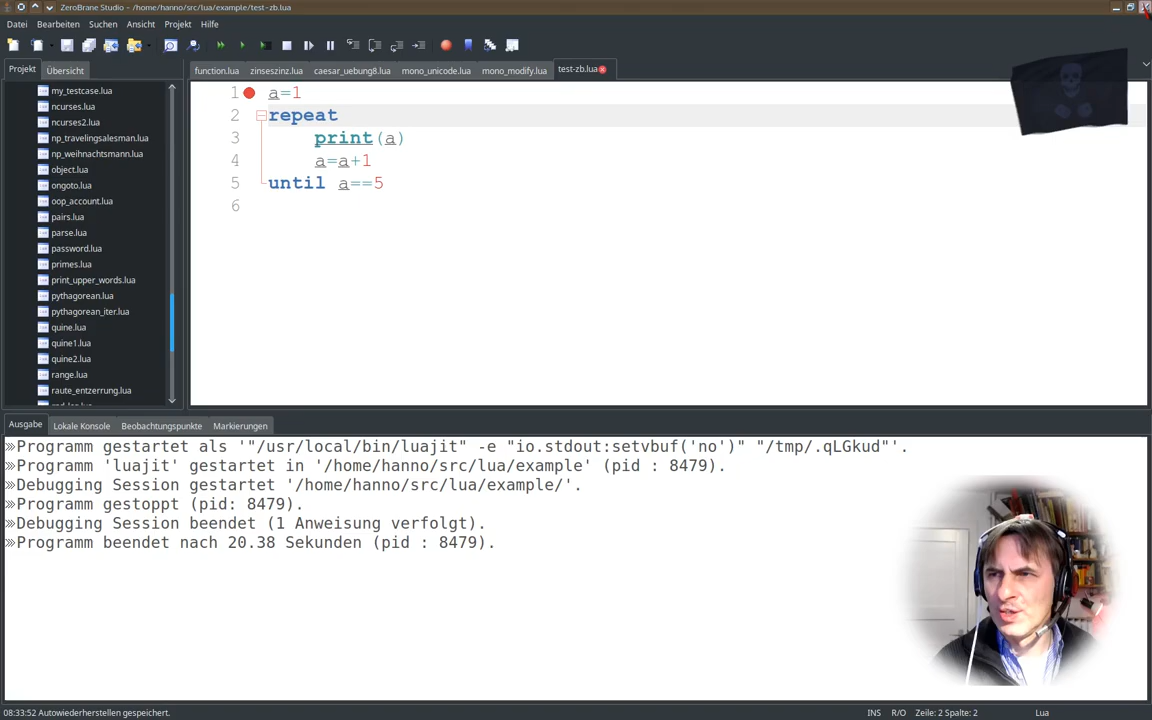 ZeroBrane Studio - /home/hanno/src/lua/example/test-zb.lua
Datei Bearbeiten Suchen Ansicht Projekt Hilfe
Projekt Übersicht
function.lua zinseszinz.lua caesar_uebung8.lua mono_unicode.lua mono_modify.lua test-zb.lua
my_testcase.lua
ncurses.lua
ncurses2.lua
np_travelingsalesman.lua
np_weihnachtsmann.lua
object.lua
ongoto.lua
oop_account.lua
pairs.lua
parse.lua
password.lua
primes.lua
print_upper_words.lua
pythagorean.lua
pythagorean_iter.lua
quine.lua
quine1.lua
quine2.lua
range.lua
raute_entzerrung.lua
1 a=1
2 repeat
3 print(a)
4 a=a+1
5 until a==5
6
Ausgabe Lokale Konsole Beobachtungspunkte Markierungen
Programm gestartet als '"/usr/local/bin/luajit" -e "io.stdout:setvbuf('no')" "/tmp/.qLGkud"'.
Programm 'luajit' gestartet in '/home/hanno/src/lua/example' (pid : 8479).
Debugging Session gestartet '/home/hanno/src/lua/example/'.
Programm gestoppt (pid: 8479).
Debugging Session beendet (1 Anweisung verfolgt).
Programm beendet nach 20.38 Sekunden (pid : 8479).
08:33:52 Autowiederherstellen gespeichert.
INS R/O Zeile: 2 Spalte: 2 Lua